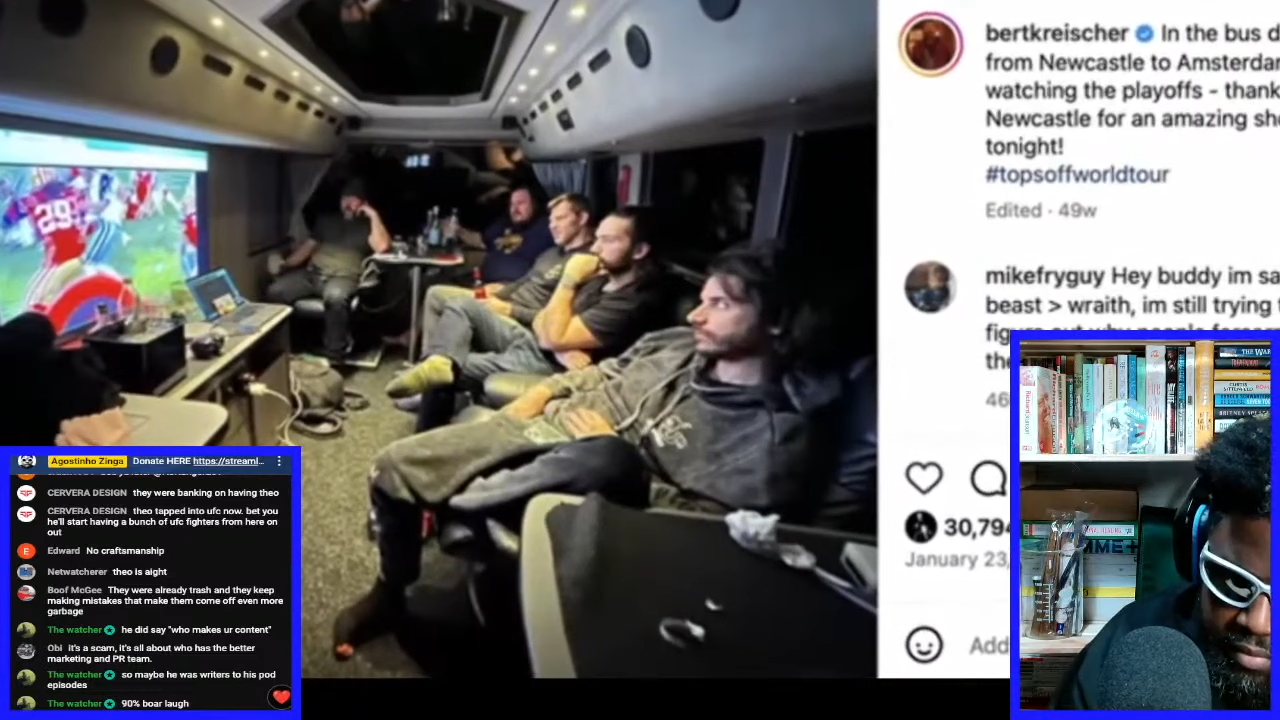 bertkreischer In the bus d
from Newcastle to Amsterdar
watching the playoffs - thank
Newcastle for an amazing sh
tonight!
#topsoffworldtour
Edited · 49w
mikefryguy Hey buddy im sa
beast > wraith, im still trying
the
46
30,794
January 23,
Add
29
Agostinho Zinga Donate HERE https://streaml...
CERVERA DESIGN they were banking on having theo
CERVERA DESIGN theo tapped into ufc now. bet you
he'll start having a bunch of ufc fighters from here on
out
Edward No craftsmanship
Netwatcherer theo is aight
Boof McGee They were already trash and they keep
making mistakes that make them come off even more
garbage
The watcher he did say "who makes ur content"
Obi it's a scam, it's all about who has the better
marketing and PR team.
The watcher so maybe he was writers to his pod
episodes
The watcher 90% boar laugh